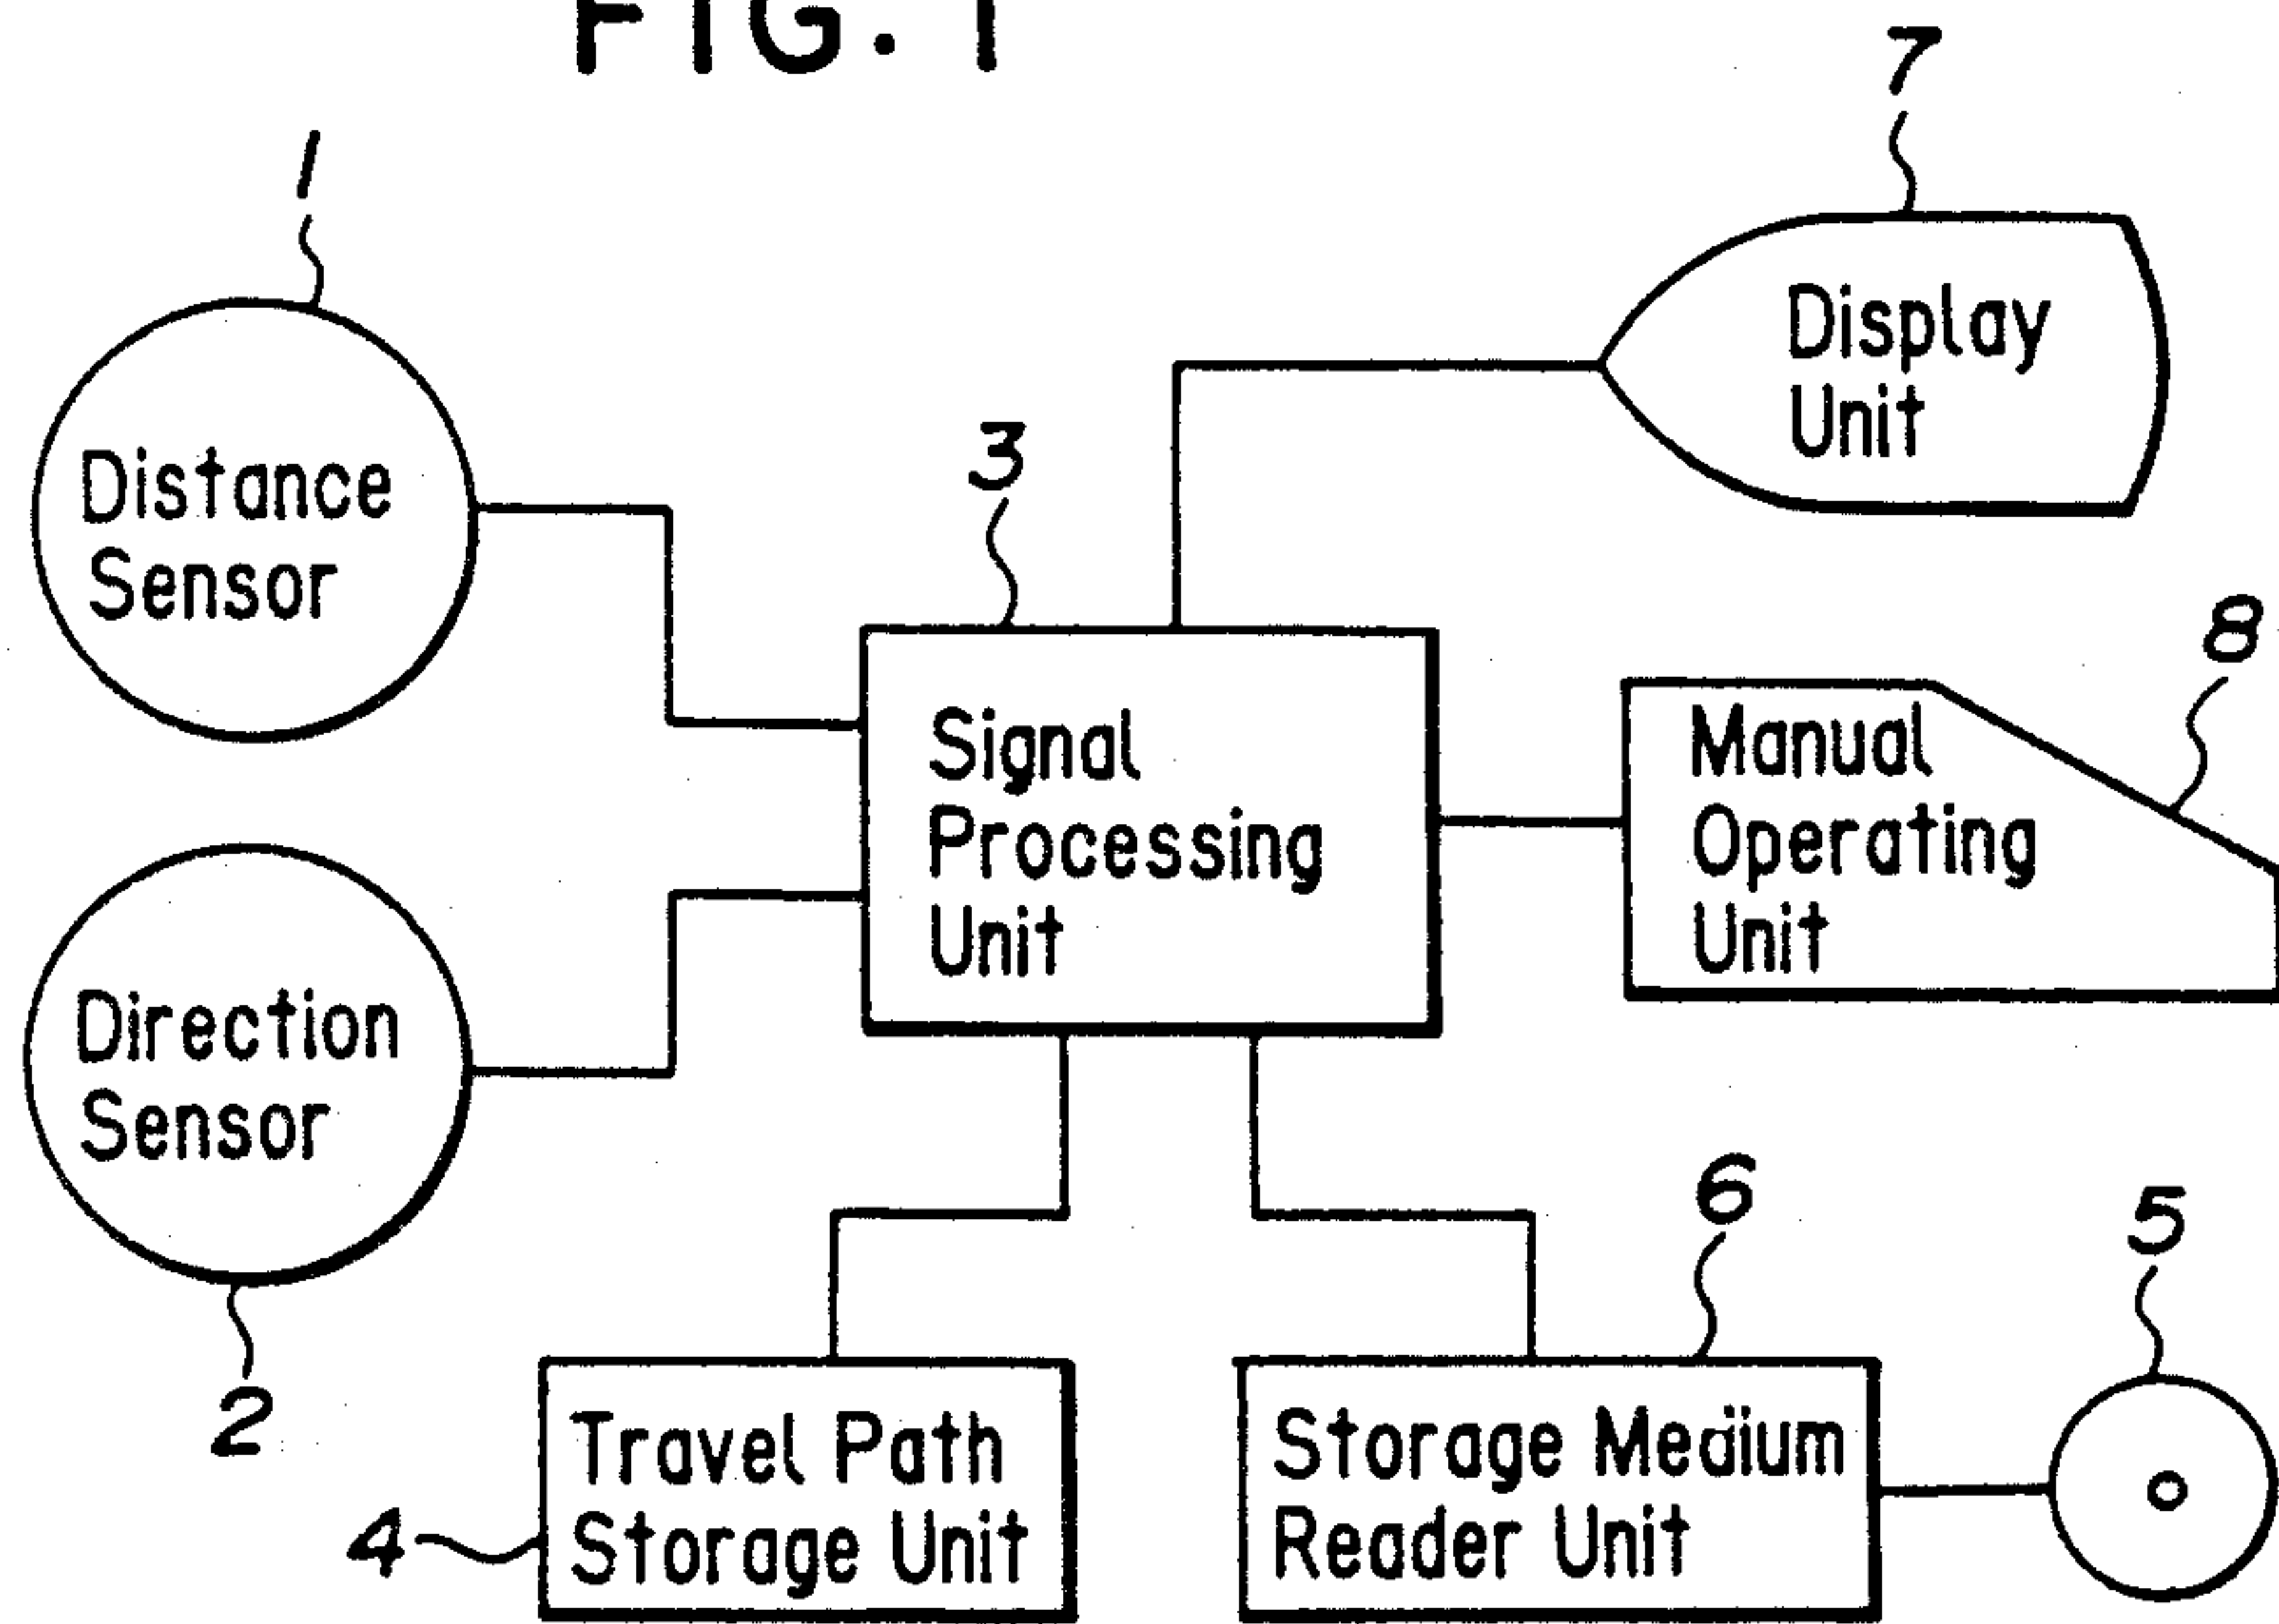 FIG. 1
7
1
Display
Unit
3
Distance
Sensor
8
Signal
Processing
Unit
Manual
Operating
Unit
Direction
Sensor
6
5
2
Travel Path
Storage Unit
4
Storage Medium
Reader Unit